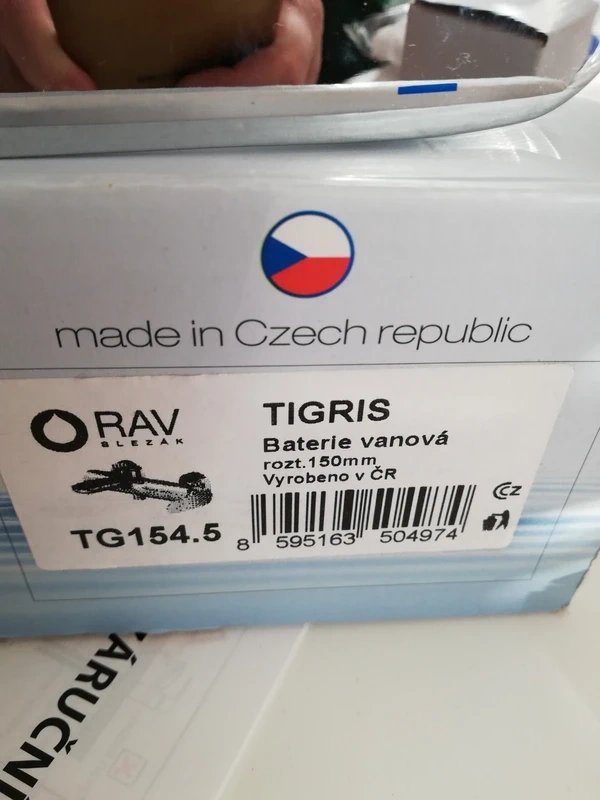 made in Czech republic
RAV
SLEZÁK
TIGRIS
Baterie vanová
rozt.150mm
Vyrobeno v ČR
CZ
TG154.5
8 595163 504974
ZÁRUČNÍ